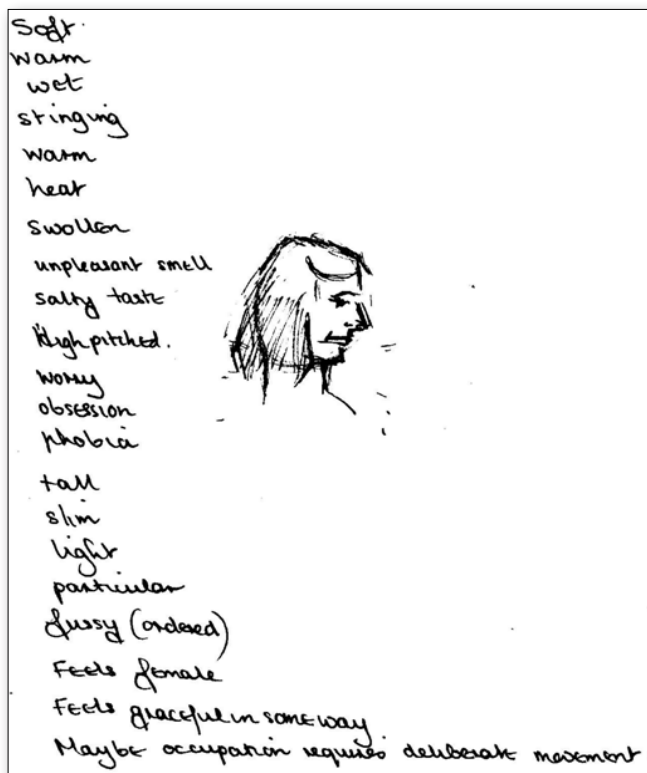 Soft.
warm
wet
stinging
warm
heat
swollen
unpleasant smell
salty taste
High pitched.
worry
obsession
phobia
tall
slim
light
particular
fussy (ordered)
Feels female
Feels graceful in some way.
Maybe occupation requires deliberate movement